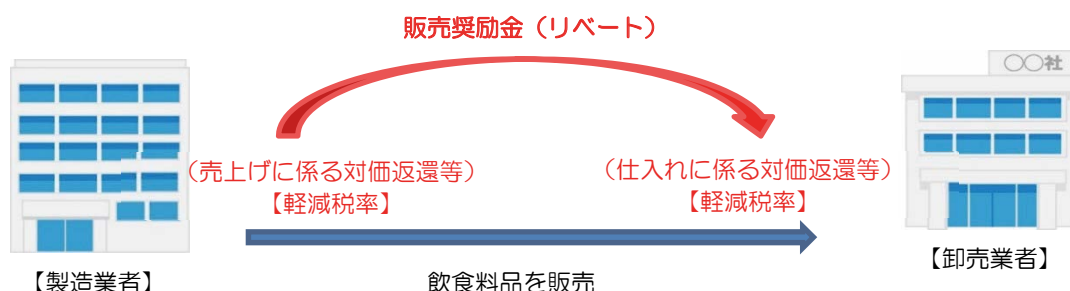 販売奨励金（リベート）
○○社
（売上げに係る対価返還等）
【軽減税率】
（仕入れに係る対価返還等）
【軽減税率】
【製造業者】
飲食料品を販売
【卸売業者】